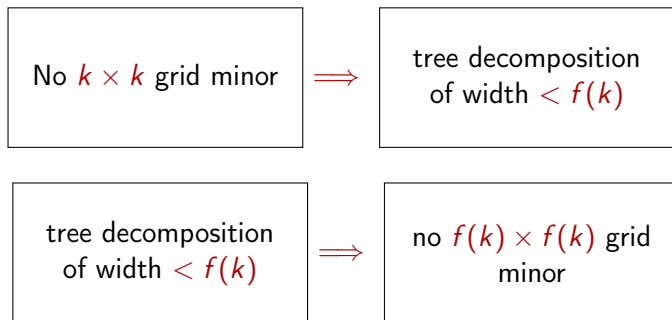 No k × k grid minor
⟹
tree decomposition
of width < f(k)
tree decomposition
of width < f(k)
⟹
no f(k) × f(k) grid
minor